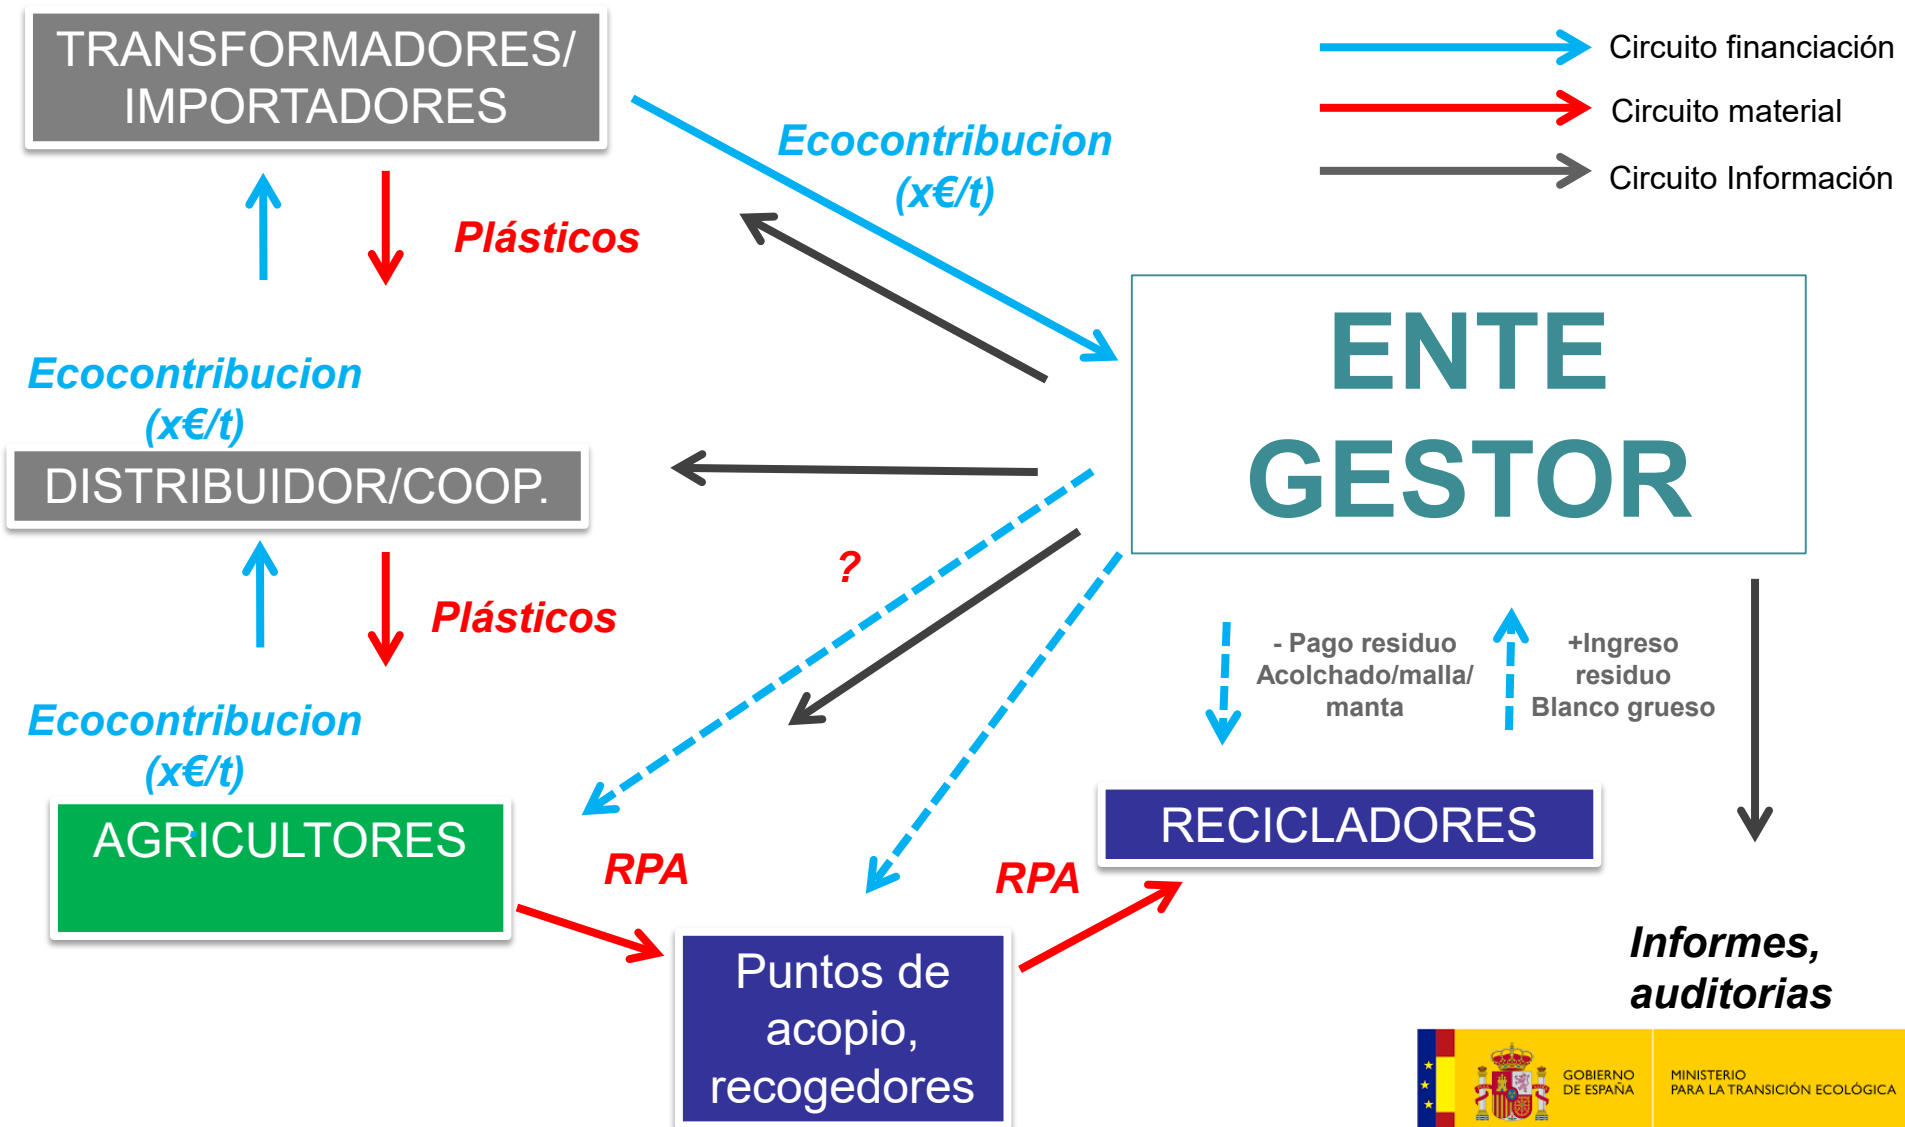 TRANSFORMADORES/
IMPORTADORES
Circuito financiación
Circuito material
Circuito Información
Ecocontribucion
(x€/t)
Plásticos
ENTE
GESTOR
Ecocontribucion
(x€/t)
DISTRIBUIDOR/COOP.
?
Plásticos
- Pago residuo
Acolchado/malla/
manta
+Ingreso
residuo
Blanco grueso
Ecocontribucion
(x€/t)
AGRICULTORES
RECICLADORES
RPA
RPA
Puntos de
acopio,
recogedores
Informes,
auditorias
GOBIERNO
DE ESPAÑA
MINISTERIO
PARA LA TRANSICIÓN ECOLÓGICA